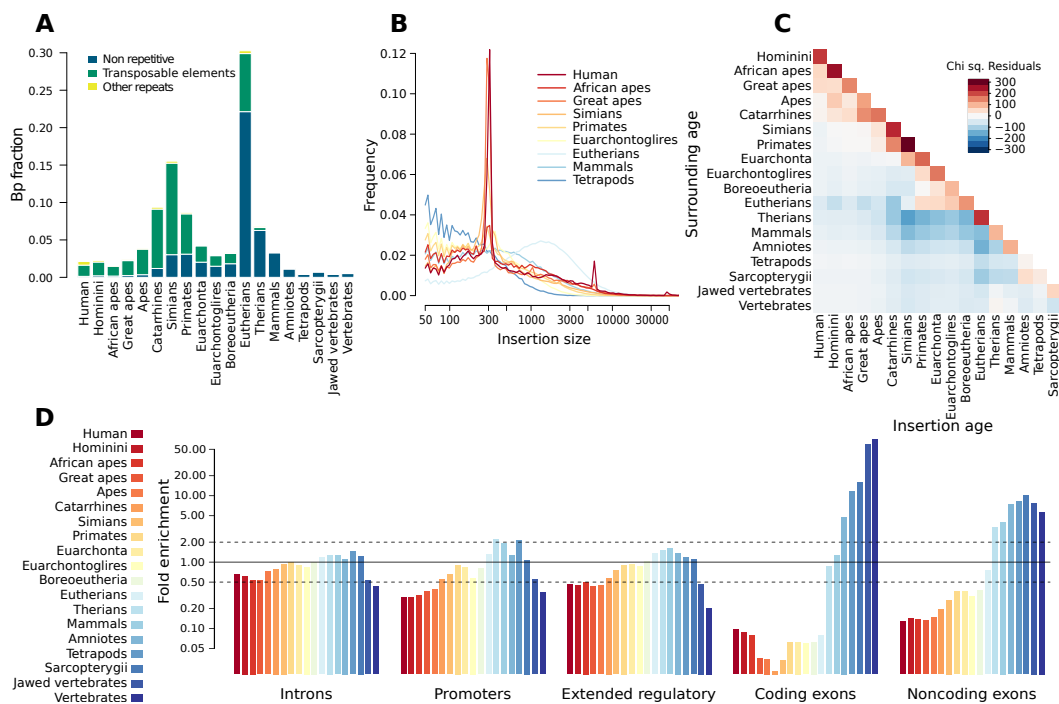 A
Bp fraction
0.30
0.25
0.20
0.15
0.10
0.05
0.00
Non repetitive
Transposable elements
Other repeats
Human
Hominini
African apes
Great apes
Apes
Catarrhines
Simians
Primates
Euarchonta
Euarchontoglires
Boreoeutheria
Eutherians
Therians
Mammals
Amniotes
Tetrapods
Sarcopterygii
Jawed vertebrates
Vertebrates
B
Frequency
0.12
0.10
0.08
0.06
0.04
0.02
0.00
Human
African apes
Great apes
Simians
Primates
Euarchontoglires
Eutherians
Mammals
Tetrapods
50 100 300 1000 3000 10000 30000
Insertion size
C
Surrounding age
Hominini
African apes
Great apes
Apes
Catarrhines
Simians
Primates
Euarchonta
Euarchontoglires
Boreoeutheria
Eutherians
Therians
Mammals
Amniotes
Tetrapods
Sarcopterygii
Jawed vertebrates
Vertebrates
Chi sq. Residuals
300
200
100
0
−100
−200
−300
Human
Hominini
African apes
Great apes
Apes
Catarrhines
Simians
Primates
Euarchonta
Euarchontoglires
Boreoeutheria
Eutherians
Therians
Mammals
Amniotes
Tetrapods
Sarcopterygii
Insertion age
D
Human
Hominini
African apes
Great apes
Apes
Catarrhines
Simians
Primates
Euarchonta
Euarchontoglires
Boreoeutheria
Eutherians
Therians
Mammals
Amniotes
Tetrapods
Sarcopterygii
Jawed vertebrates
Vertebrates
Fold enrichment
50.00
20.00
10.00
5.00
2.00
1.00
0.50
0.20
0.10
0.05
Introns
Promoters
Extended regulatory
Coding exons
Noncoding exons